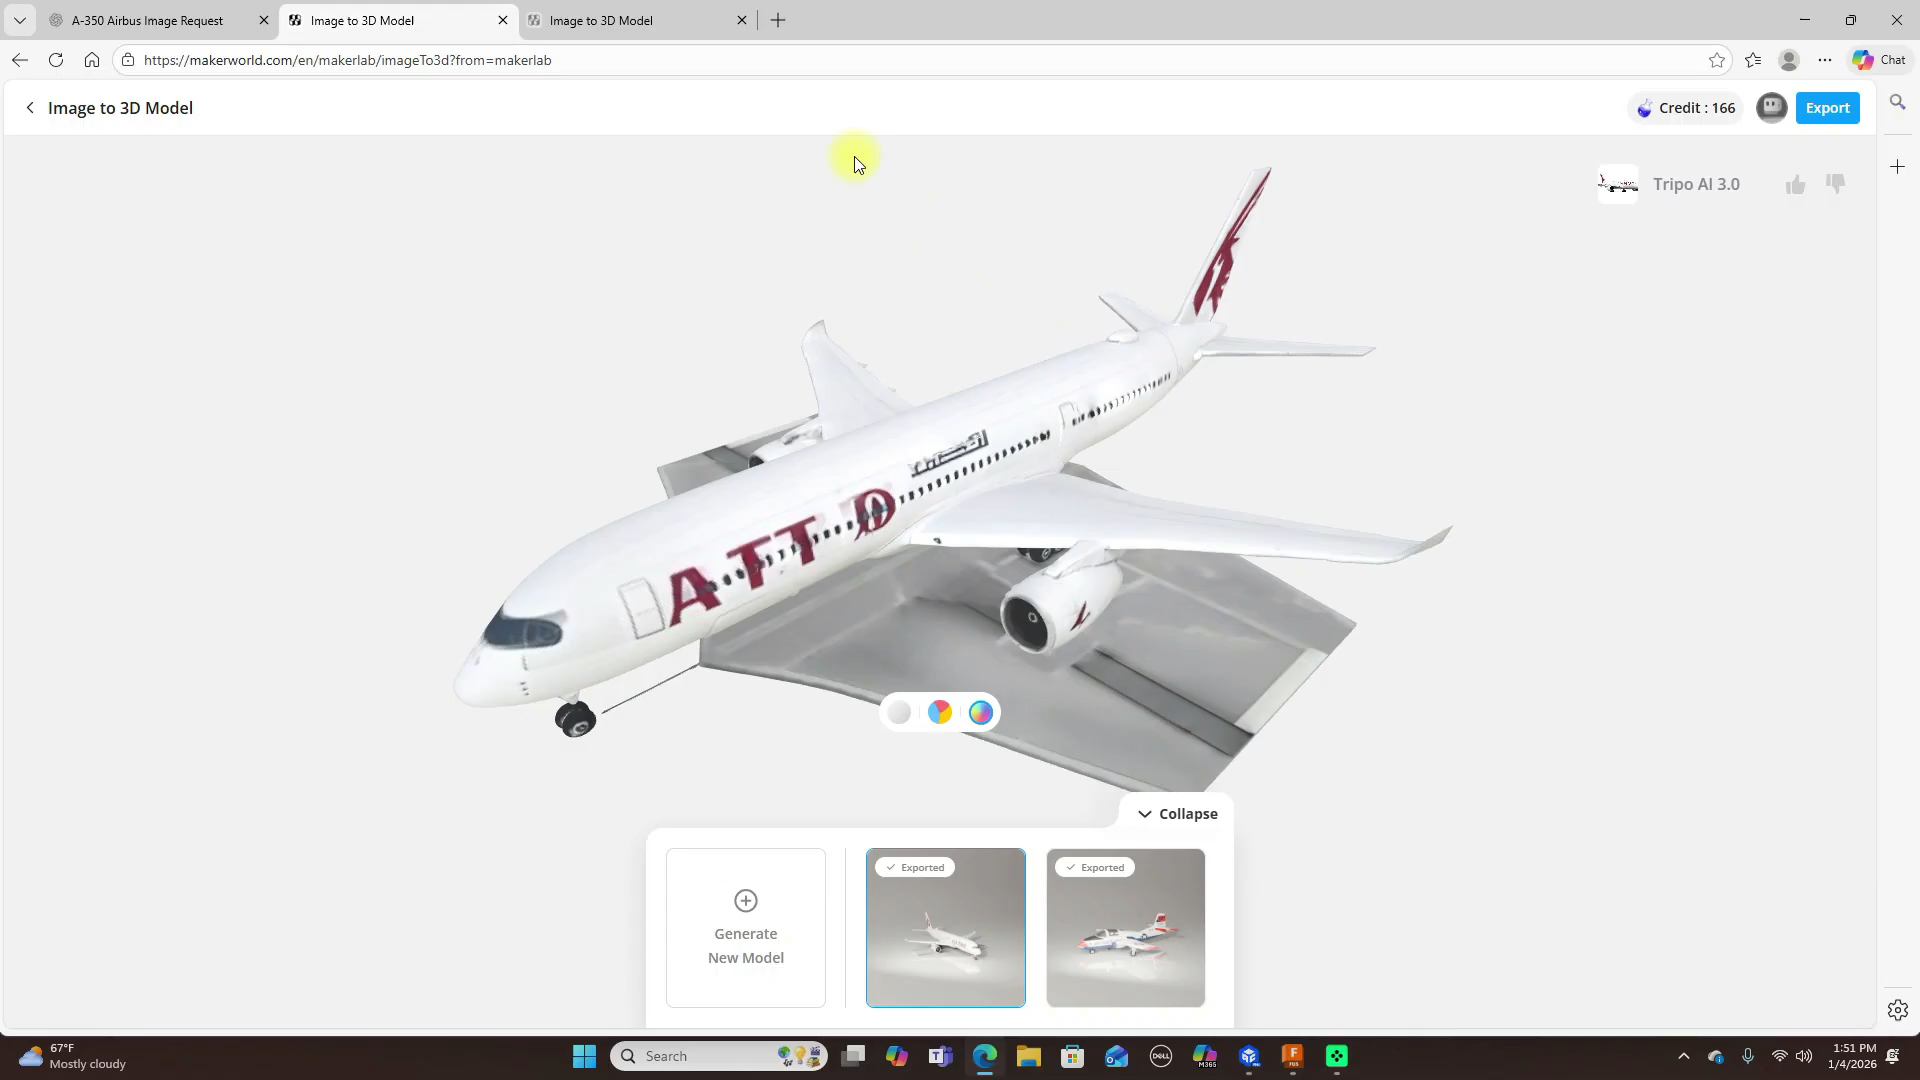 A-350 Airbus Image Request
Image to 3D Model
Image to 3D Model
https://makerworld.com/en/makerlab/imageTo3d?from=makerlab
Chat
Image to 3D Model
Credit : 166
Export
Tripo AI 3.0
Collapse
Generate
New Model
Exported
Exported
67°F
Mostly cloudy
Search
DELL
M365
1:51 PM
1/4/2026